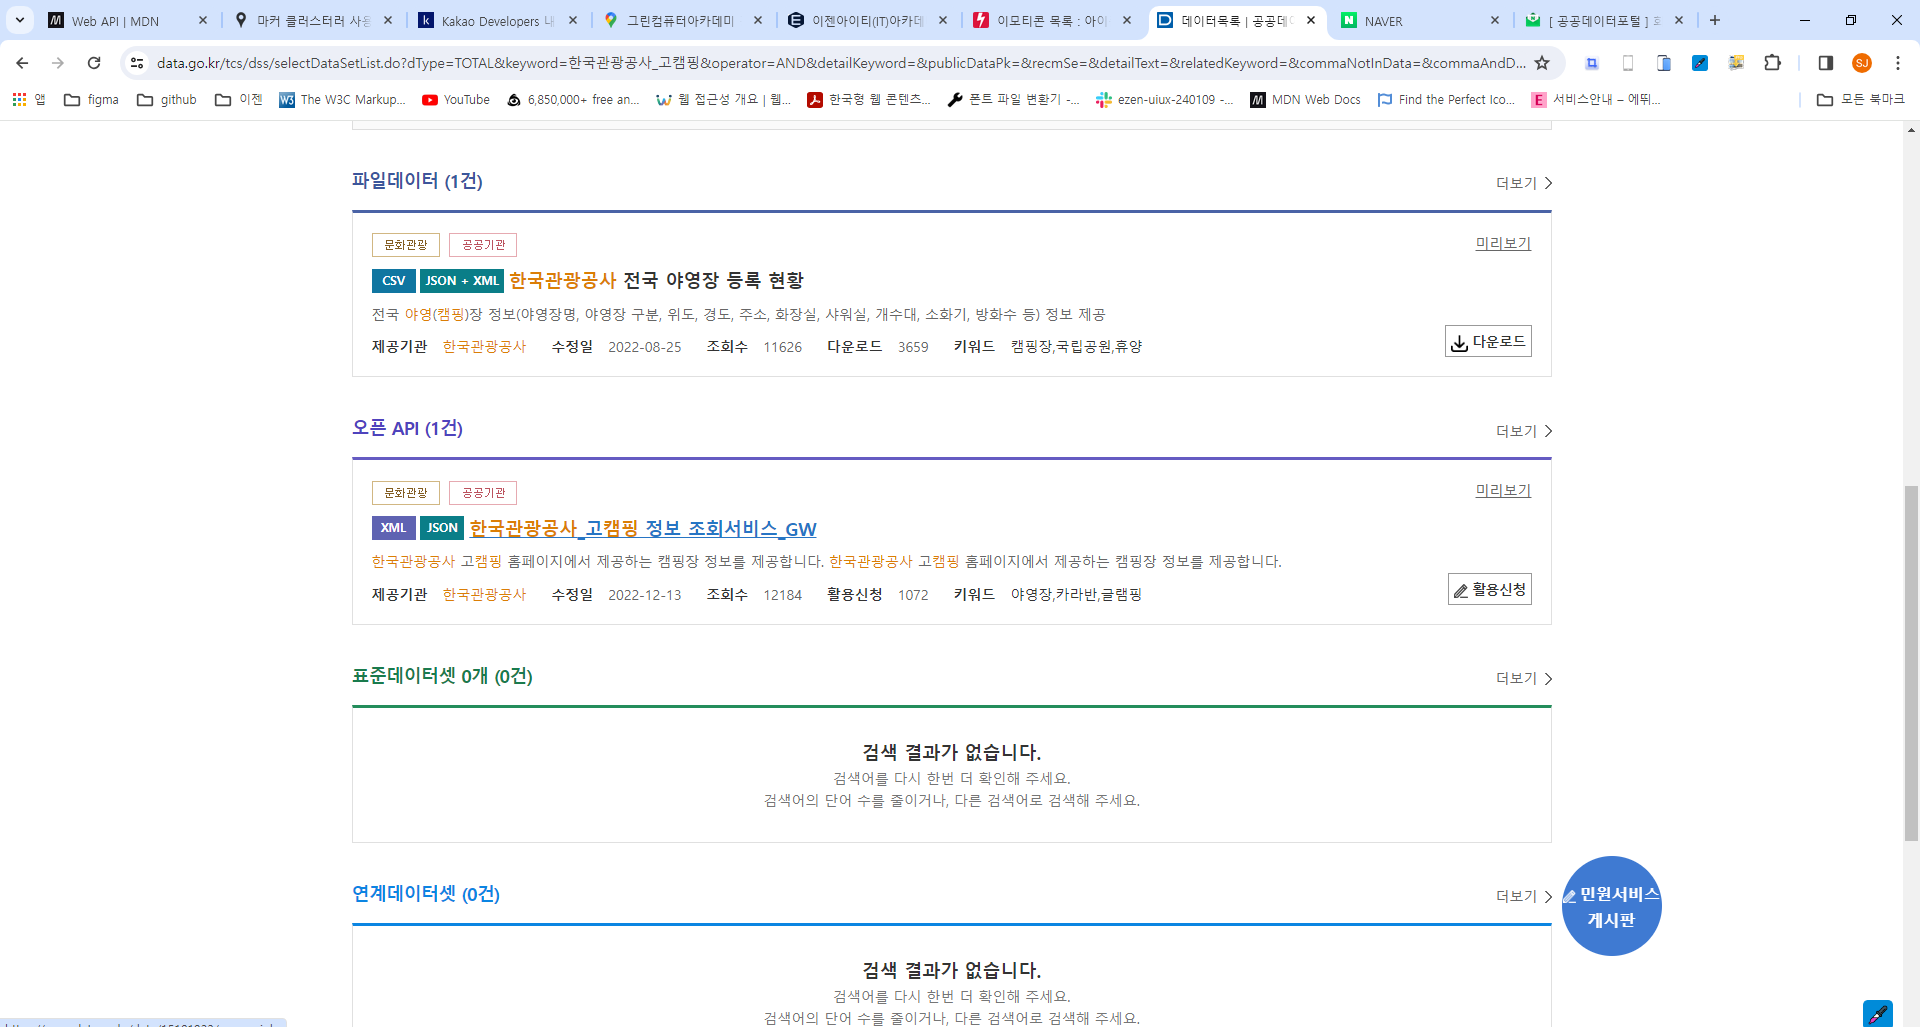 Web API | MDN
마커 클러스터러 사용
Kakao Developers 내
그린컴퓨터아카데미
이젠아이티(IT)아카데
이모티콘 목록 : 아이
데이터목록 | 공공데이
NAVER
[ 공공데이터포털 ] 회
data.go.kr/tcs/dss/selectDataSetList.do?dType=TOTAL&keyword=한국관광공사_고캠핑&operator=AND&detailKeyword=&publicDataPk=&recmSe=&detailText=&relatedKeyword=&commaNotInData=&commaAndD...
SJ
앱
figma
github
이젠
The W3C Markup...
YouTube
6,850,000+ free an...
웹 접근성 개요 | 웹...
한국형 웹 콘텐츠...
폰트 파일 변환기 -...
ezen-uiux-240109 -...
MDN Web Docs
Find the Perfect Ico...
서비스안내 – 에뛰...
모든 북마크
파일데이터 (1건)
더보기
문화관광 공공기관
미리보기
CSV JSON + XML 한국관광공사 전국 야영장 등록 현황
전국 야영(캠핑)장 정보(야영장명, 야영장 구분, 위도, 경도, 주소, 화장실, 샤워실, 개수대, 소화기, 방화수 등) 정보 제공
제공기관 한국관광공사 수정일 2022-08-25 조회수 11626 다운로드 3659 키워드 캠핑장,국립공원,휴양
다운로드
오픈 API (1건)
더보기
문화관광 공공기관
미리보기
XML JSON 한국관광공사_고캠핑 정보 조회서비스_GW
한국관광공사 고캠핑 홈페이지에서 제공하는 캠핑장 정보를 제공합니다. 한국관광공사 고캠핑 홈페이지에서 제공하는 캠핑장 정보를 제공합니다.
제공기관 한국관광공사 수정일 2022-12-13 조회수 12184 활용신청 1072 키워드 야영장,카라반,글램핑
활용신청
표준데이터셋 0개 (0건)
더보기
검색 결과가 없습니다.
검색어를 다시 한번 더 확인해 주세요.
검색어의 단어 수를 줄이거나, 다른 검색어로 검색해 주세요.
민원서비스
게시판
연계데이터셋 (0건)
더보기
검색 결과가 없습니다.
검색어를 다시 한번 더 확인해 주세요.
검색어의 단어 수를 줄이거나, 다른 검색어로 검색해 주세요.